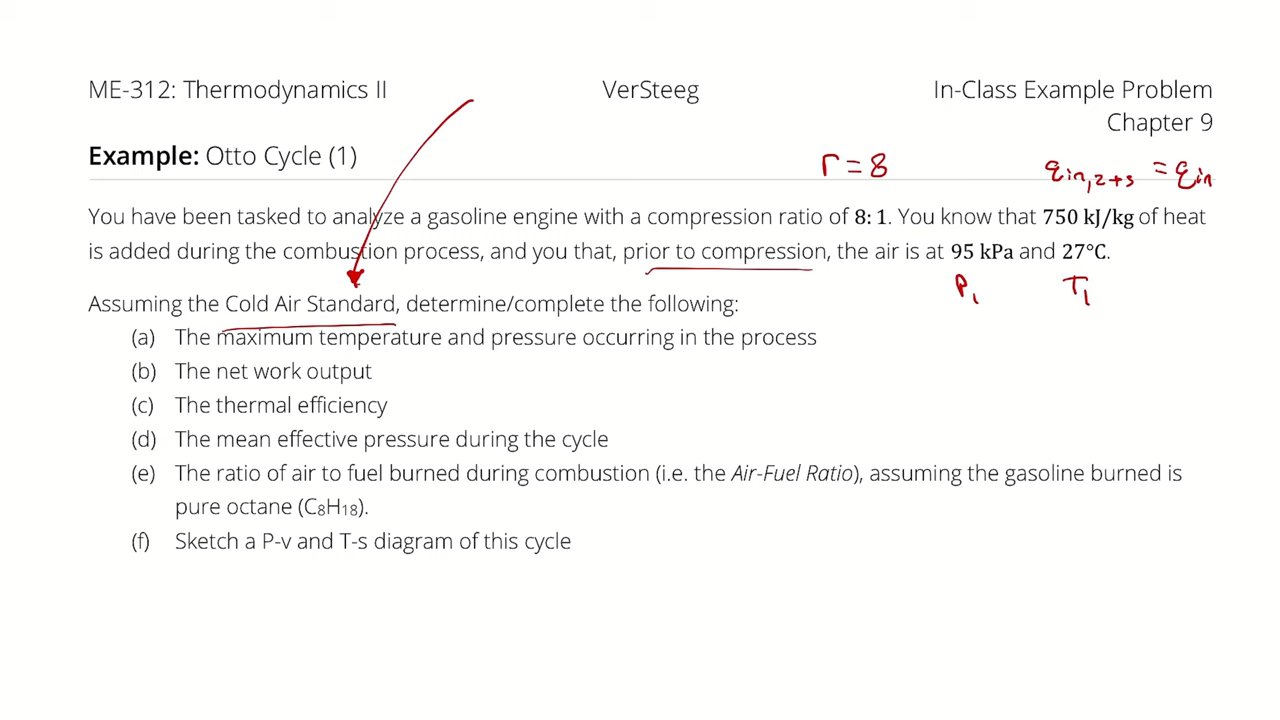 ME-312: Thermodynamics II VerSteeg In-Class Example Problem
Chapter 9
Example: Otto Cycle (1)
r = 8 qin,2→3 = qin
You have been tasked to analyze a gasoline engine with a compression ratio of 8:1. You know that 750 kJ/kg of heat
is added during the combustion process, and you that, prior to compression, the air is at 95 kPa and 27°C.
P1 T1
Assuming the Cold Air Standard, determine/complete the following:
(a) The maximum temperature and pressure occurring in the process
(b) The net work output
(c) The thermal efficiency
(d) The mean effective pressure during the cycle
(e) The ratio of air to fuel burned during combustion (i.e. the Air-Fuel Ratio), assuming the gasoline burned is
pure octane (C8H18).
(f) Sketch a P-v and T-s diagram of this cycle